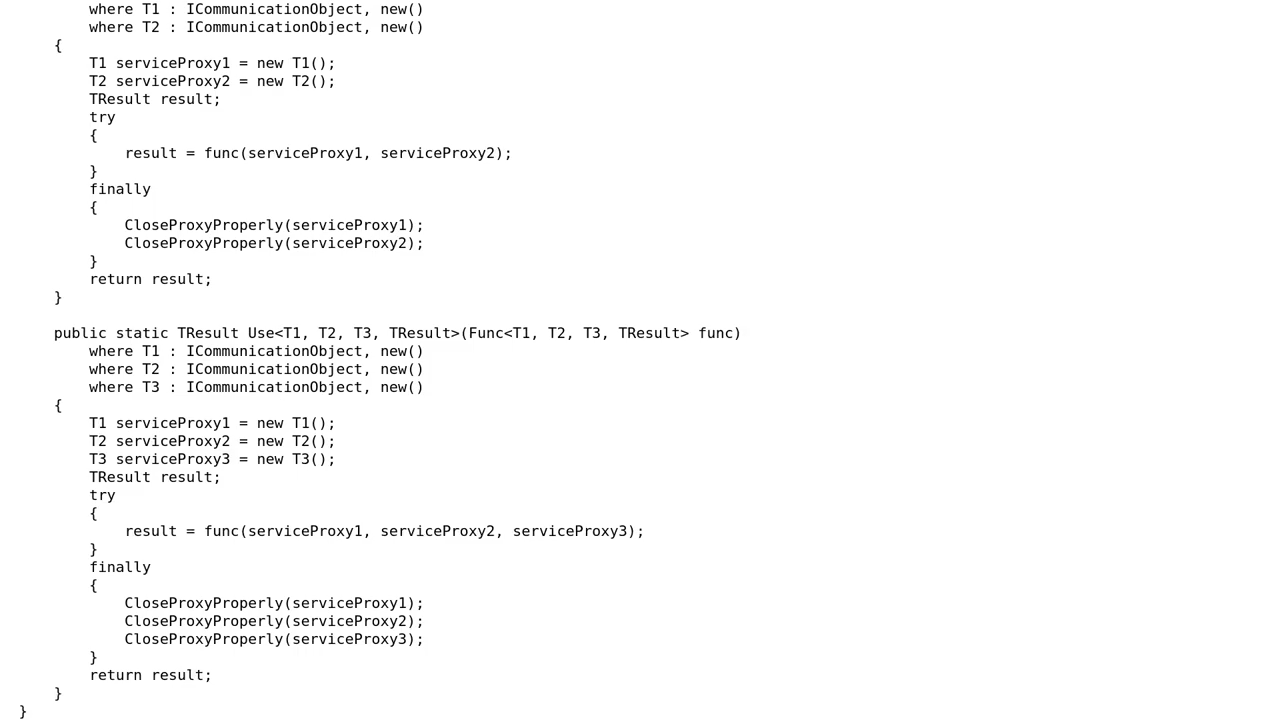 where T1 : ICommunicationObject, new()
        where T2 : ICommunicationObject, new()
    {
        T1 serviceProxy1 = new T1();
        T2 serviceProxy2 = new T2();
        TResult result;
        try
        {
            result = func(serviceProxy1, serviceProxy2);
        }
        finally
        {
            CloseProxyProperly(serviceProxy1);
            CloseProxyProperly(serviceProxy2);
        }
        return result;
    }

    public static TResult Use<T1, T2, T3, TResult>(Func<T1, T2, T3, TResult> func)
        where T1 : ICommunicationObject, new()
        where T2 : ICommunicationObject, new()
        where T3 : ICommunicationObject, new()
    {
        T1 serviceProxy1 = new T1();
        T2 serviceProxy2 = new T2();
        T3 serviceProxy3 = new T3();
        TResult result;
        try
        {
            result = func(serviceProxy1, serviceProxy2, serviceProxy3);
        }
        finally
        {
            CloseProxyProperly(serviceProxy1);
            CloseProxyProperly(serviceProxy2);
            CloseProxyProperly(serviceProxy3);
        }
        return result;
    }
}